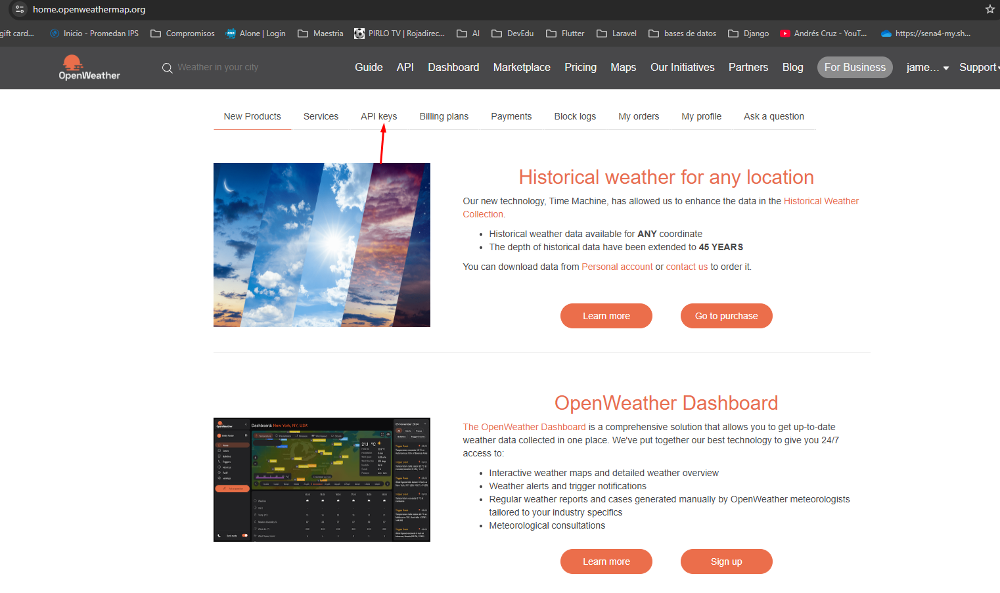 home.openweathermap.org
gift card...
Inicio - Promedan IPS
Compromisos
Alone | Login
Maestria
PIRLO TV | Rojadirec...
AI
DevEdu
Flutter
Laravel
bases de datos
Django
Andrés Cruz - YouT...
https://sena4-my.sh...
OpenWeather
Weather in your city
Guide
API
Dashboard
Marketplace
Pricing
Maps
Our Initiatives
Partners
Blog
For Business
jame...
Support
New Products
Services
API keys
Billing plans
Payments
Block logs
My orders
My profile
Ask a question
Historical weather for any location
Our new technology, Time Machine, has allowed us to enhance the data in the Historical Weather
Collection.
• Historical weather data available for ANY coordinate
• The depth of historical data have been extended to 45 YEARS
You can download data from Personal account or contact us to order it.
Learn more
Go to purchase
OpenWeather Dashboard
The OpenWeather Dashboard is a comprehensive solution that allows you to get up-to-date
weather data collected in one place. We've put together our best technology to give you 24/7
access to:
• Interactive weather maps and detailed weather overview
• Weather alerts and trigger notifications
• Regular weather reports and cases generated manually by OpenWeather meteorologists
tailored to your industry specifics
• Meteorological consultations
Learn more
Sign up
OpenWeather
Dashboard: New York, NY, USA
05 November 2024
21.1 °C